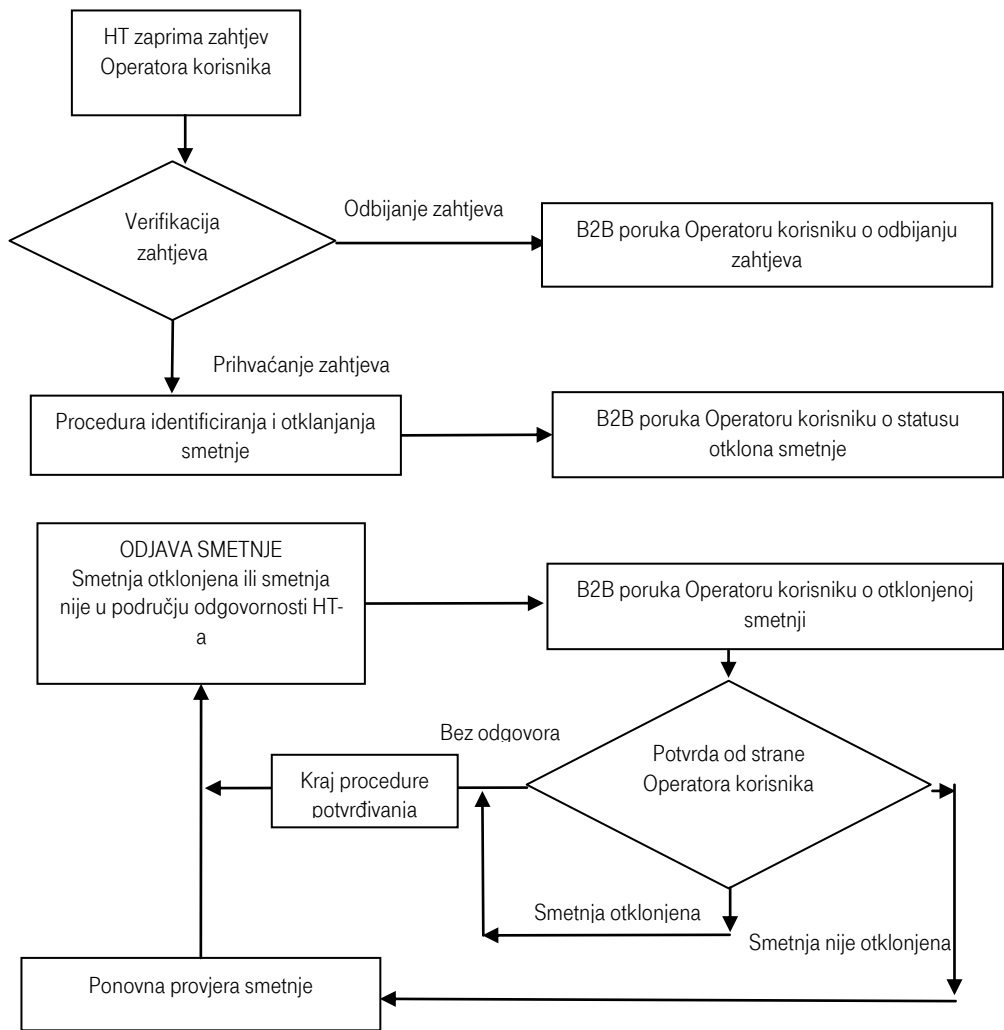 HT zaprima zahtjev
Operatora korisnika
Verifikacija
zahtjeva
Odbijanje zahtjeva
B2B poruka Operatoru korisniku o odbijanju
zahtjeva
Prihvaćanje zahtjeva
Procedura identificiranja i otklanjanja
smetnje
B2B poruka Operatoru korisniku o statusu
otklona smetnje
ODJAVA SMETNJE
Smetnja otklonjena ili smetnja
nije u području odgovornosti HT-
a
B2B poruka Operatoru korisniku o otklonjenoj
smetnji
Bez odgovora
Potvrda od strane
Operatora korisnika
Kraj procedure
potvrđivanja
Smetnja otklonjena
Smetnja nije otklonjena
Ponovna provjera smetnje